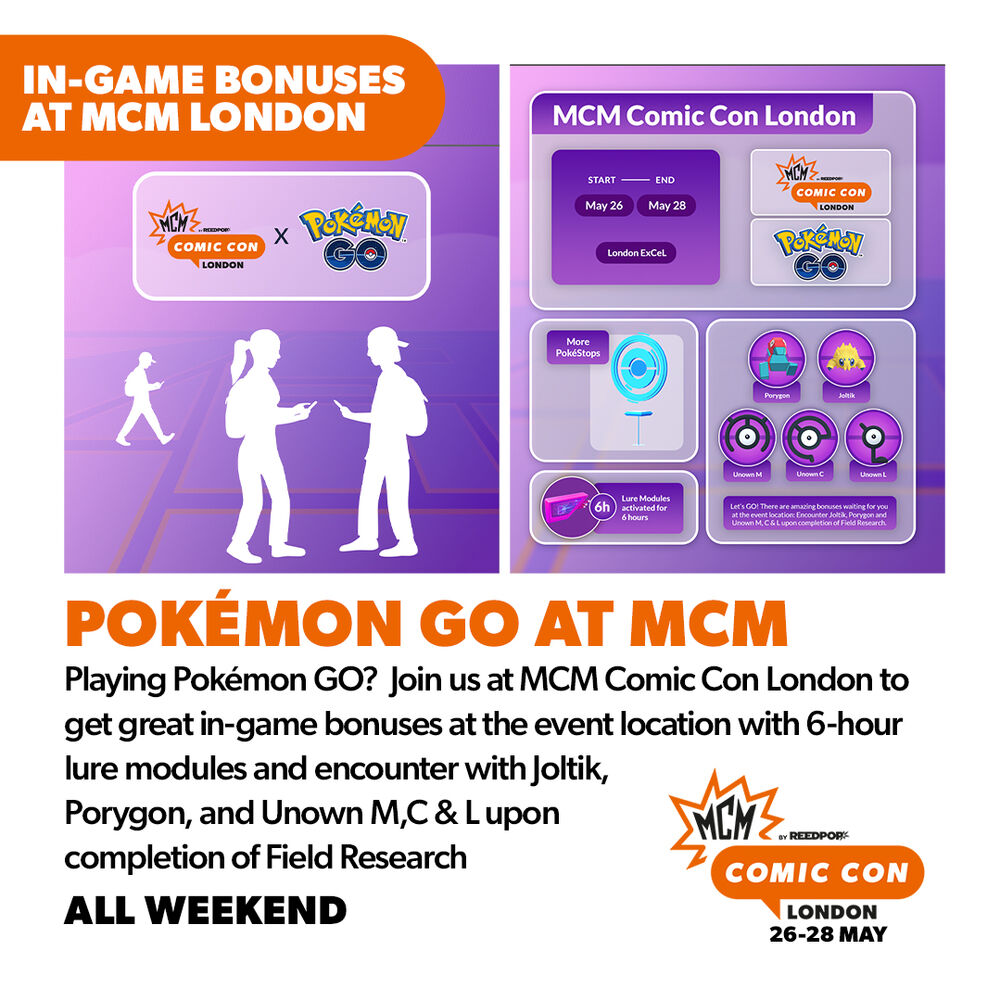 IN-GAME BONUSES
AT MCM LONDON
MCM
BY REEDPOP
COMIC CON
LONDON
X
POKÉMON
GO
MCM Comic Con London
START END
May 26 May 28
London ExCeL
MCM
BY REEDPOP
COMIC CON
LONDON
POKÉMON
GO
More
PokéStops
6h
Lure Modules
activated for
6 hours
Porygon
Joltik
Unown M
Unown C
Unown L
Let's GO! There are amazing bonuses waiting for you
at the event location: Encounter Joltik, Porygon and
Unown M, C & L upon completion of Field Research.
POKÉMON GO AT MCM
Playing Pokémon GO? Join us at MCM Comic Con London to
get great in-game bonuses at the event location with 6-hour
lure modules and encounter with Joltik,
Porygon, and Unown M,C & L upon
completion of Field Research
ALL WEEKEND
MCM
BY REEDPOP
COMIC CON
LONDON
26-28 MAY